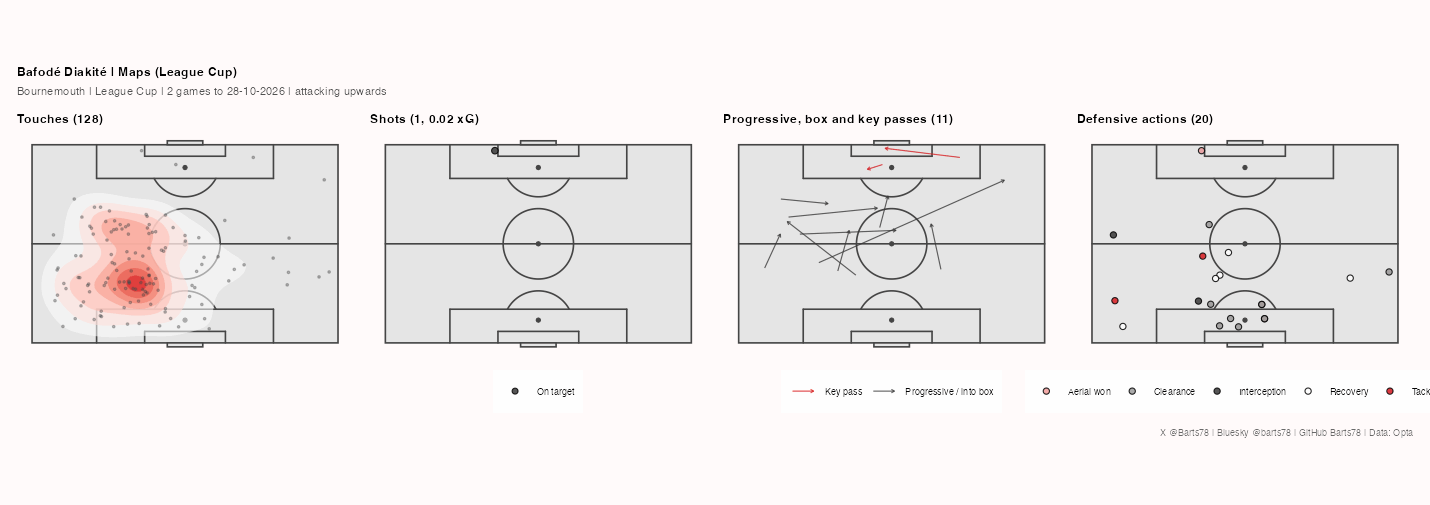 Bafodé Diakité | Maps (League Cup)
Bournemouth | League Cup | 2 games to 28-10-2026 | attacking upwards
Touches (128)
Shots (1, 0.02 xG)
Progressive, box and key passes (11)
Defensive actions (20)
On target
Key pass
Progressive / into box
Aerial won
Clearance
Interception
Recovery
Tack
X @Barts78 | Bluesky @barts78 | GitHub Barts78 | Data: Opta